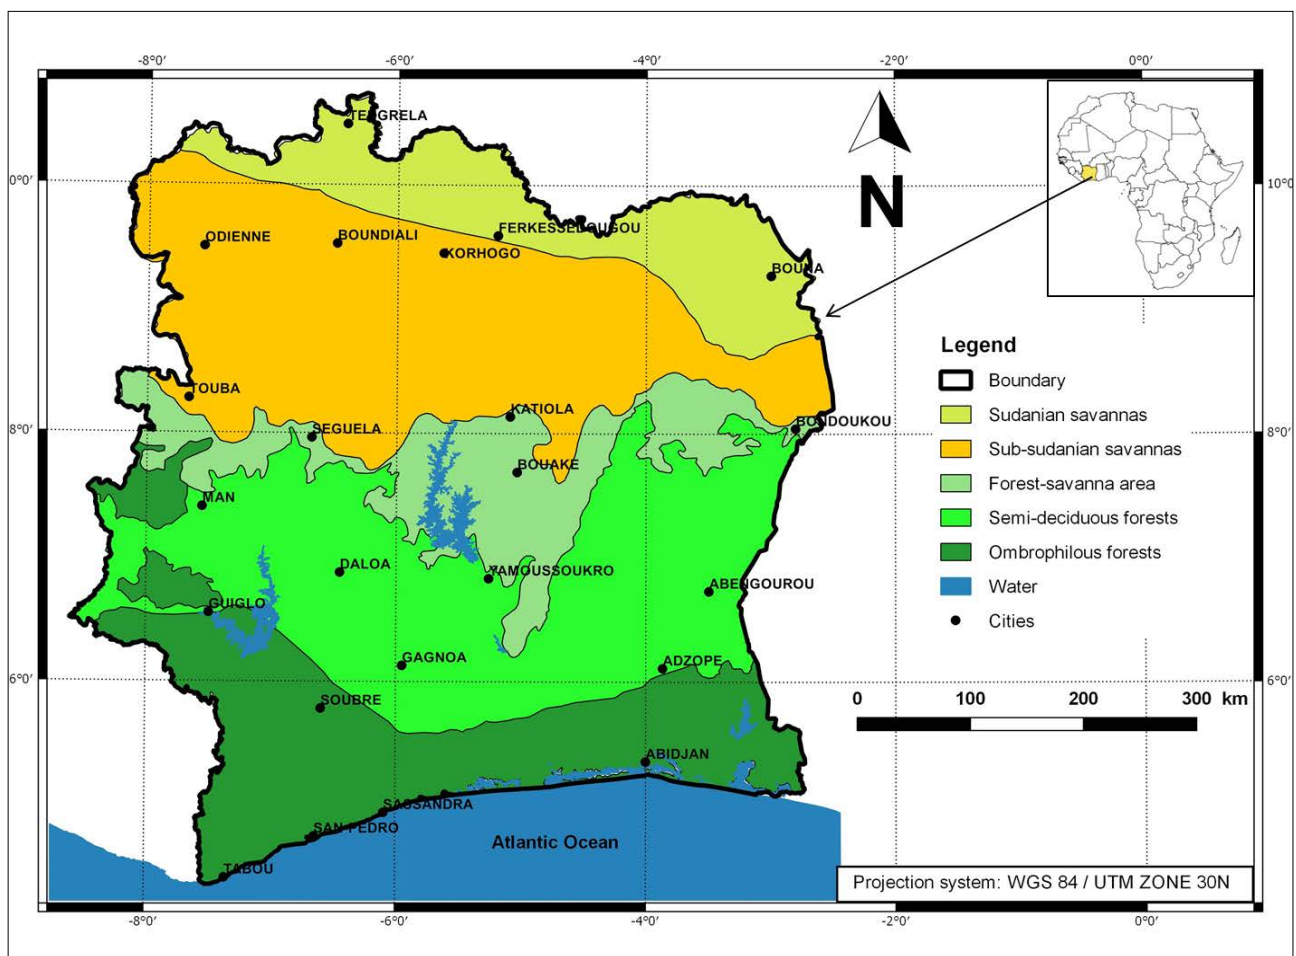 -8°0′ -6°0′ -4°0′ -2°0′ 0°0′
TENGRELA
N
0°0′ 10°0
ODIENNE
BOUNDIALI
FERKESSEDOUGOU
KORHOGO
BOUNA
Legend
Boundary
Sudanian savannas
Sub-sudanian savannas
Forest-savanna area
Semi-deciduous forests
Ombrophilous forests
Water
Cities
TOUBA
KATIOLA
BONDOUKOU
8°0′ 8°0′
SEGUELA
BOUAKE
MAN
DALOA
YAMOUSSOUKRO
ABENGOUROU
GUIGLO
GAGNOA
ADZOPE
6°0′ 6°0′
SOUBRE
0 100 200 300 km
ABIDJAN
SASSANDRA
SAN-PEDRO
Atlantic Ocean
TABOU
Projection system: WGS 84 / UTM ZONE 30N
-8°0′ -6°0′ -4°0′ -2°0′ 0°0′